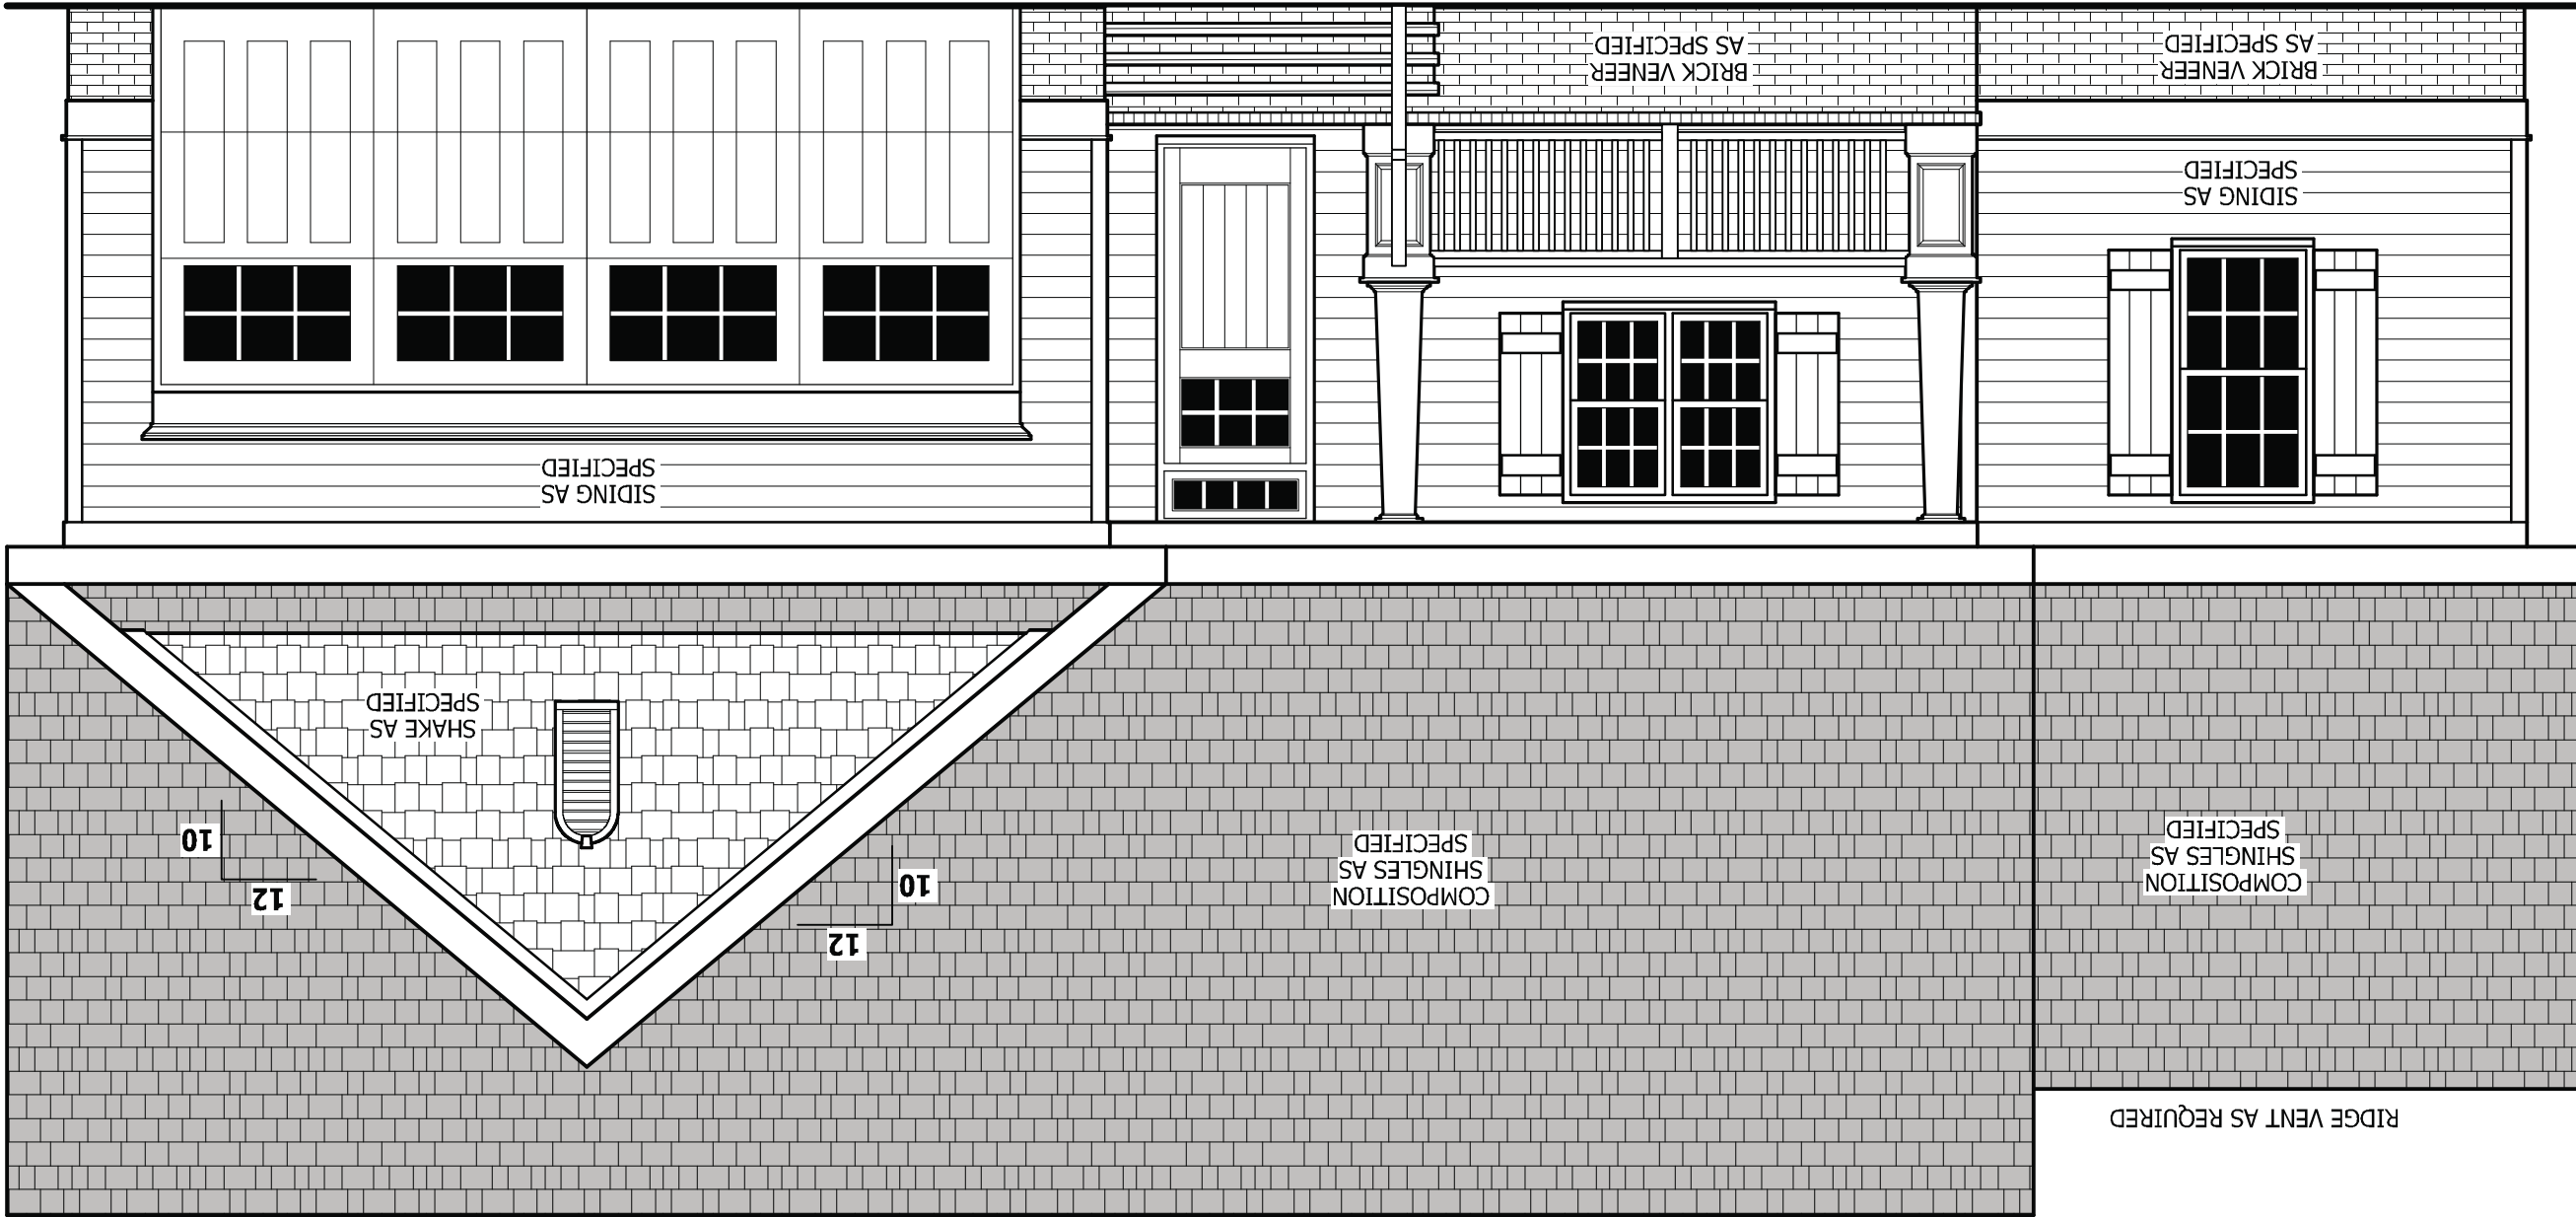 RIDGE VENT AS REQUIRED
COMPOSITION
SHINGLES AS
SPECIFIED
COMPOSITION
SHINGLES AS
SPECIFIED
12
10
12
10
SHAKE AS
SPECIFIED
SIDING AS
SPECIFIED
SIDING AS
SPECIFIED
BRICK VENEER
AS SPECIFIED
BRICK VENEER
AS SPECIFIED